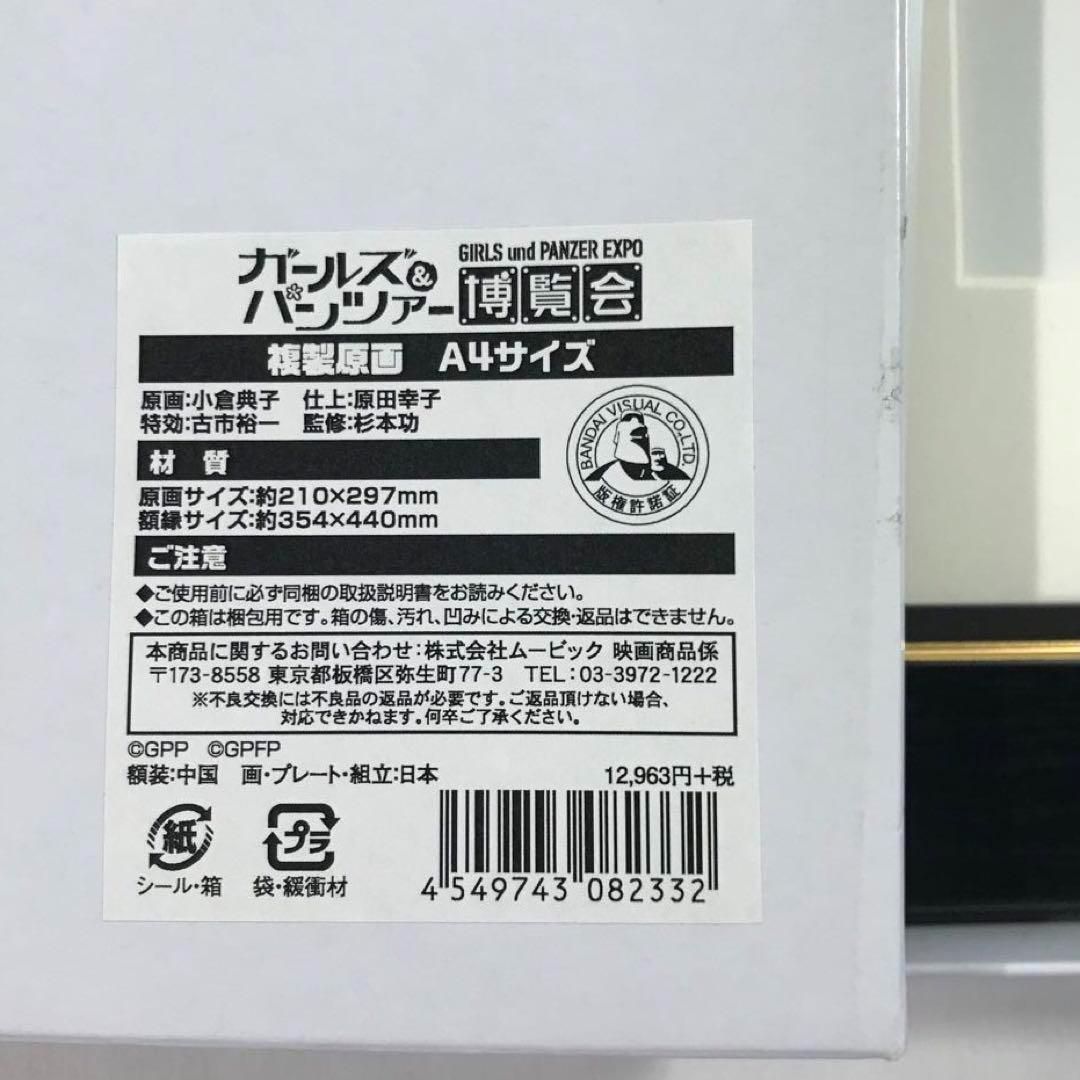 ガールズ&パンツァー
GIRLS und PANZER EXPO
博覧会
複製原画 A4サイズ
原画:小倉典子 仕上:原田幸子
特効:古市裕一 監修:杉本功
BANDAI VISUAL CO.,LTD.
版権許諾証
材 質
原画サイズ:約210×297mm
額縁サイズ:約354×440mm
ご注意
◆ご使用前に必ず同梱の取扱説明書をお読みください。
◆この箱は梱包用です。箱の傷、汚れ、凹みによる交換・返品はできません。
本商品に関するお問い合わせ:株式会社ムービック 映画商品係
〒173-8558 東京都板橋区弥生町77-3 TEL:03-3972-1222
※不良交換には不良品の返品が必要です。ご返品頂けない場合、
対応できかねます。何卒ご了承ください。
©GPP ©GPFP
額装:中国 画・プレート・組立:日本 12,963円+税
紙 プラ
シール・箱 袋・緩衝材
4 549743 082332